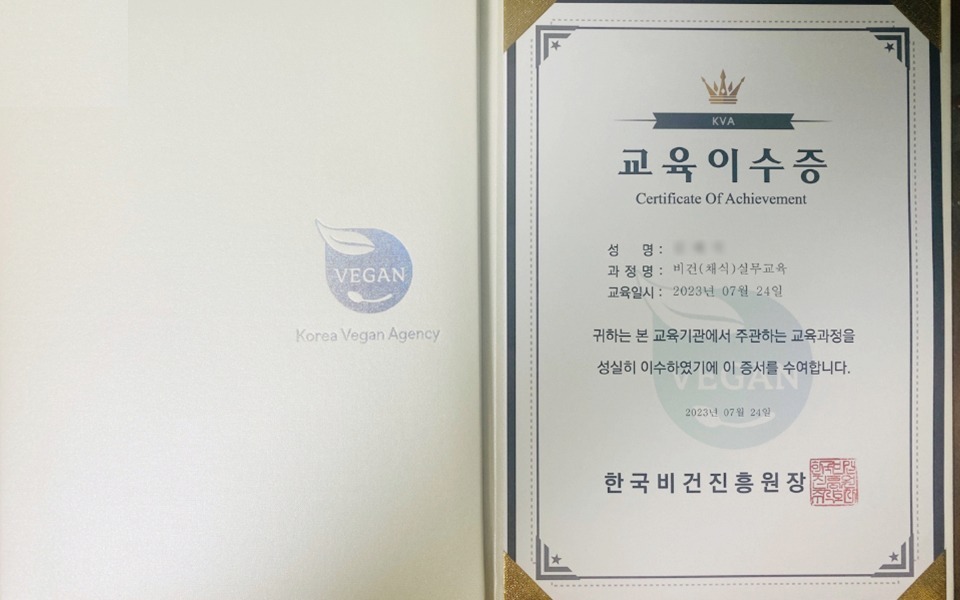 VEGAN
Korea Vegan Agency
KVA
교육이수증
Certificate Of Achievement
성 명 :
과 정 명 : 비건(채식)실무교육
교육일시 : 2023년 07월 24일
귀하는 본 교육기관에서 주관하는 교육과정을
성실히 이수하였기에 이 증서를 수여합니다.
VEGAN
2023년 07월 24일
한국비건진흥원장